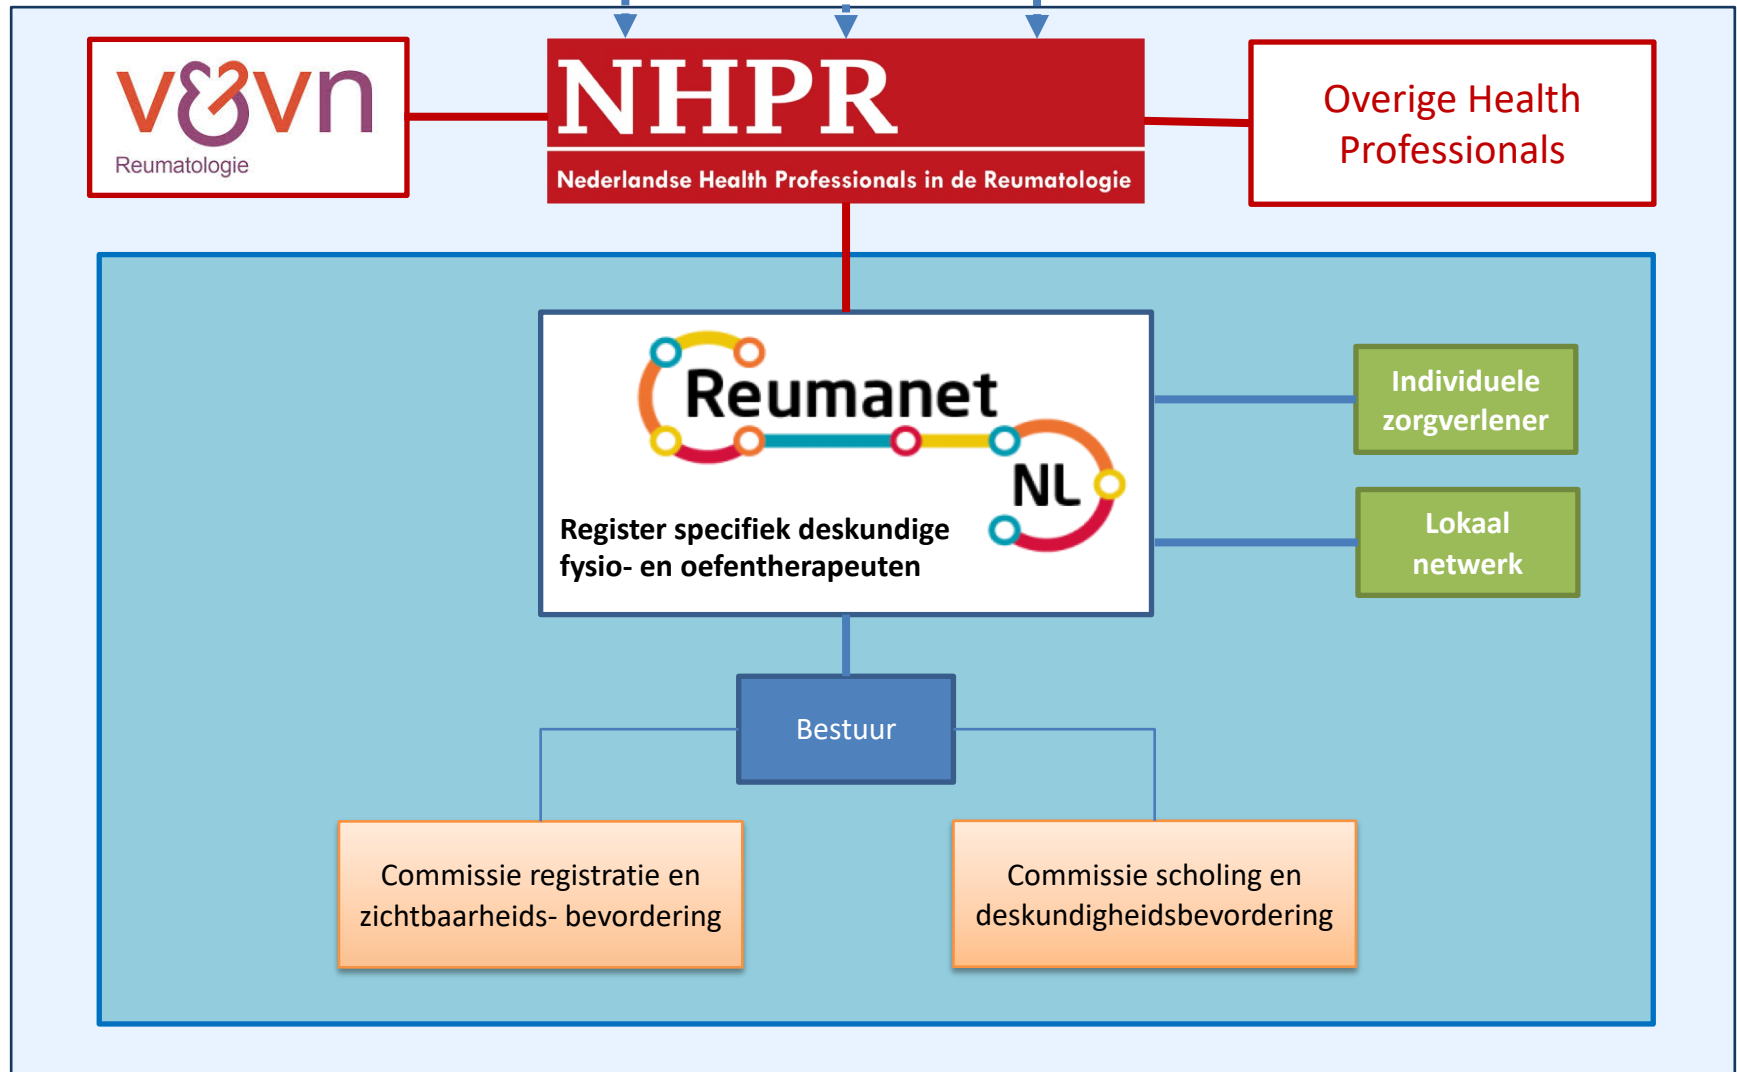 v&vn
Reumatologie
NHPR
Nederlandse Health Professionals in de Reumatologie
Overige Health
Professionals
Reumanet
NL
Register specifiek deskundige
fysio- en oefentherapeuten
Individuele
zorgverlener
Lokaal
netwerk
Bestuur
Commissie registratie en
zichtbaarheids- bevordering
Commissie scholing en
deskundigheidsbevordering